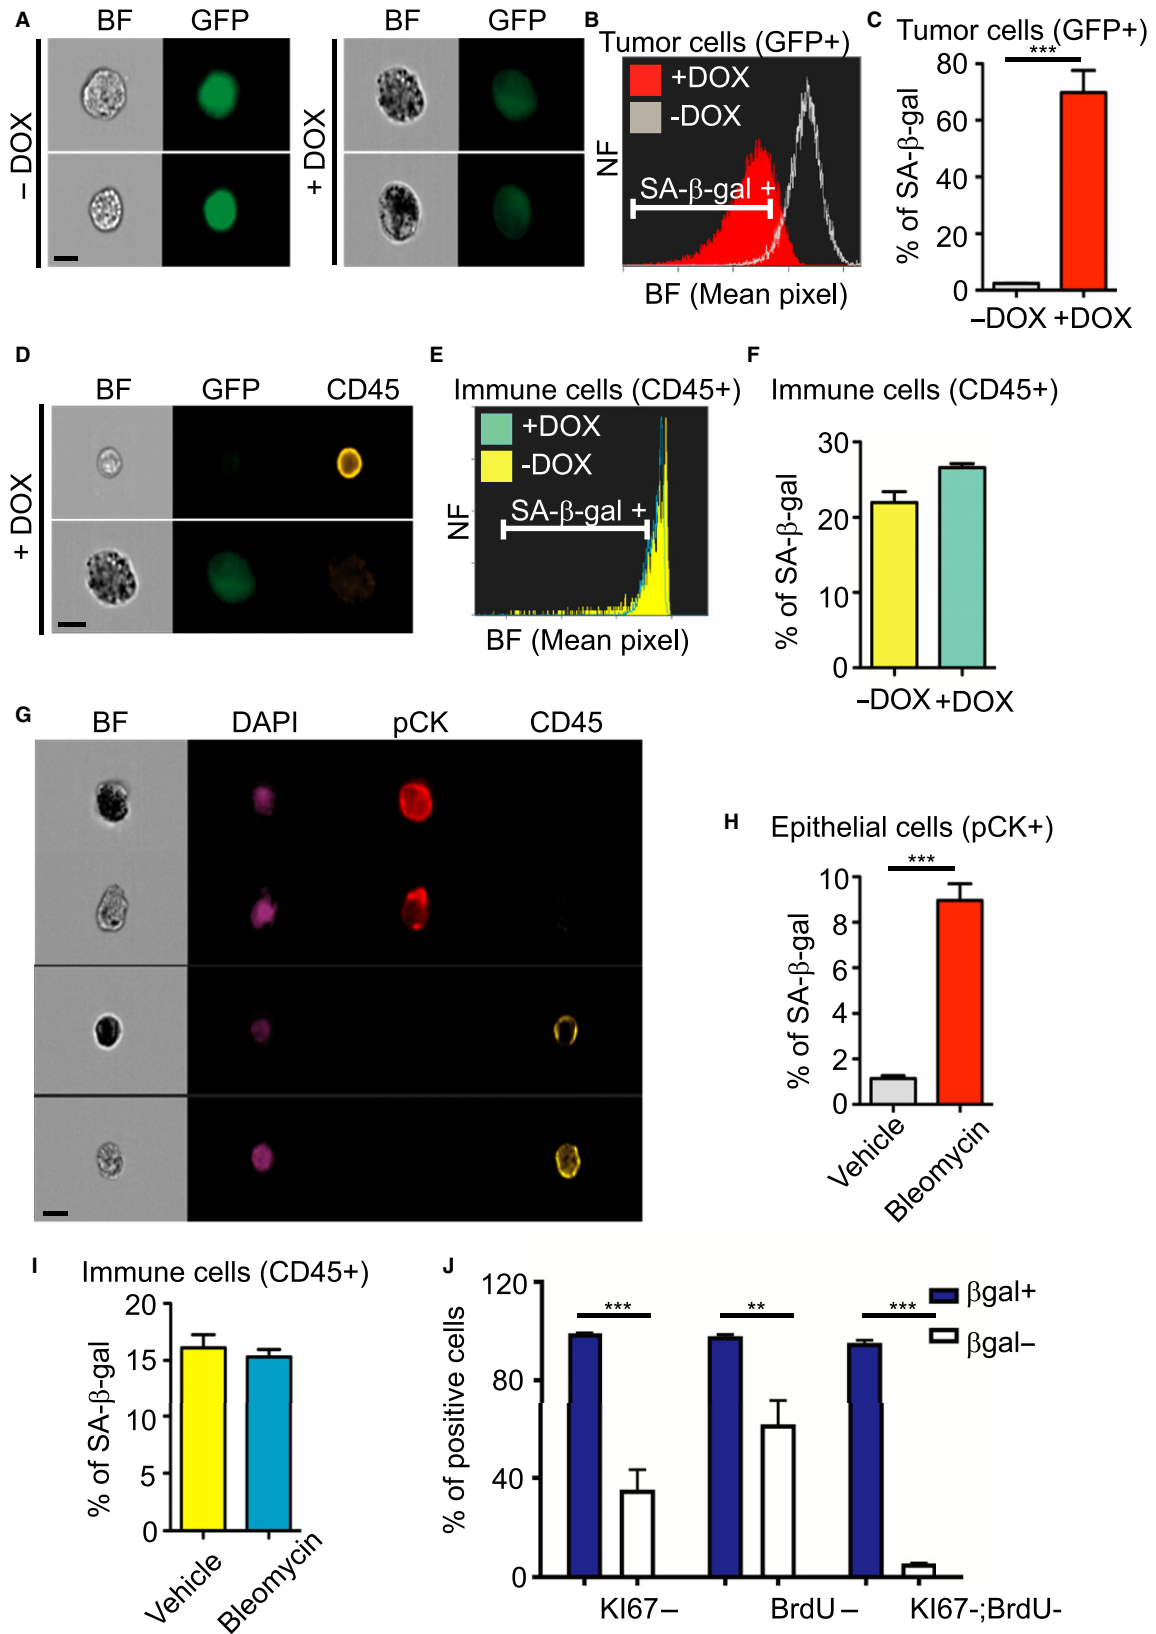 A
BF GFP
BF GFP
– DOX
+ DOX
B
Tumor cells (GFP+)
+DOX
-DOX
SA-β-gal +
NF
BF (Mean pixel)
C
Tumor cells (GFP+)
***
80
60
40
20
0
% of SA-β-gal
–DOX +DOX
D
BF GFP CD45
+ DOX
E
Immune cells (CD45+)
+DOX
-DOX
SA-β-gal +
NF
BF (Mean pixel)
F
Immune cells (CD45+)
30
20
10
0
% of SA-β-gal
–DOX +DOX
G
BF DAPI pCK CD45
H
Epithelial cells (pCK+)
***
10
8
6
4
2
0
% of SA-β-gal
Vehicle
Bleomycin
I
Immune cells (CD45+)
20
15
10
5
0
% of SA-β-gal
Vehicle
Bleomycin
J
120
80
40
0
% of positive cells
*** ** ***
βgal+
βgal–
KI67– BrdU– KI67-;BrdU-